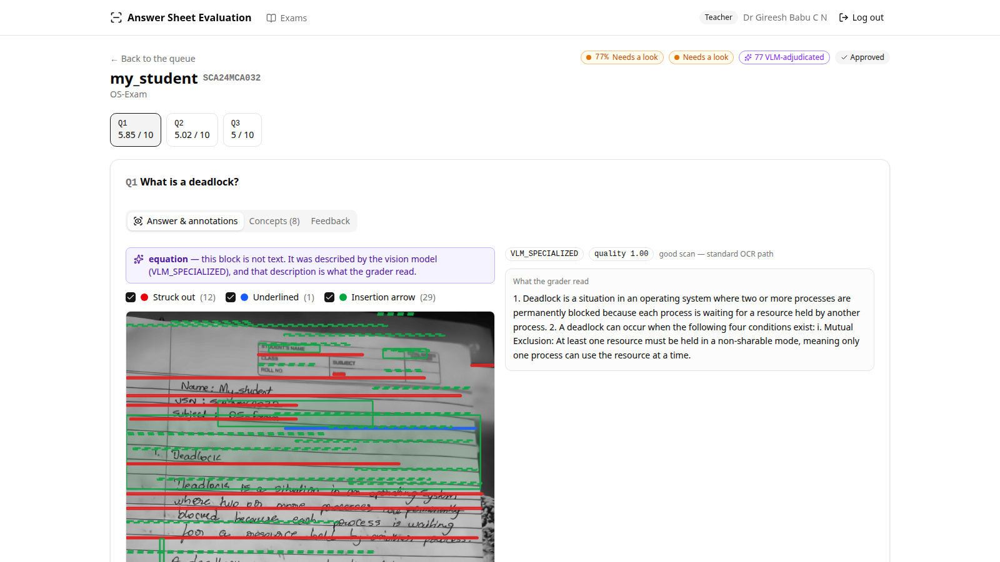 Answer Sheet Evaluation
Exams
Teacher
Dr Gireesh Babu C N
Log out
← Back to the queue
77% Needs a look
Needs a look
77 VLM-adjudicated
Approved
my_student SCA24MCA032
OS-Exam
Q1
5.85 / 10
Q2
5.02 / 10
Q3
5 / 10
Q1 What is a deadlock?
Answer & annotations
Concepts (8)
Feedback
equation — this block is not text. It was described by the vision model
(VLM_SPECIALIZED), and that description is what the grader read.
Struck out (12)
Underlined (1)
Insertion arrow (29)
STUDENT'S NAME
CLASS
SUBJECT
ROLL NO.
Name: My_student
USN :
Subject : OS-Exam
1. Deadlock
Deadlock is a situation in an operating system
where two or more processes are permanently
blocked because each process is waiting
for a resource held by another process.
A deadlock
VLM_SPECIALIZED
quality 1.00
good scan — standard OCR path
What the grader read
1. Deadlock is a situation in an operating system where two or more processes are
permanently blocked because each process is waiting for a resource held by another
process. 2. A deadlock can occur when the following four conditions exist: i. Mutual
Exclusion: At least one resource must be held in a non-sharable mode, meaning only
one process can use the resource at a time.